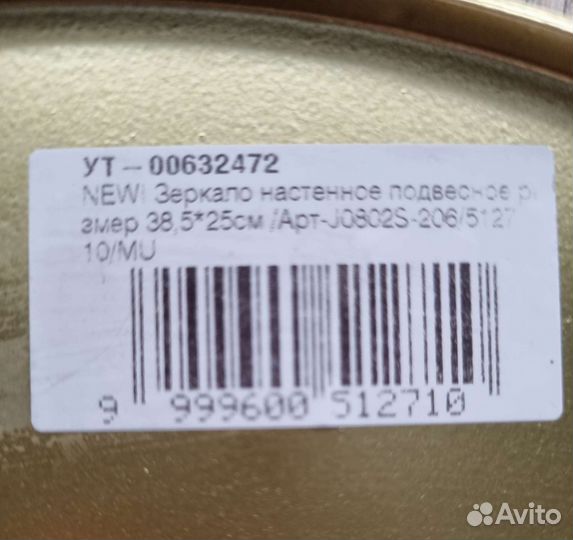 УТ – 00632472
NEW! Зеркало настенное подвесное р
змер 38,5*25см /Арт-J0802S-206/5127
10/MU
9 999600 512710
Avito